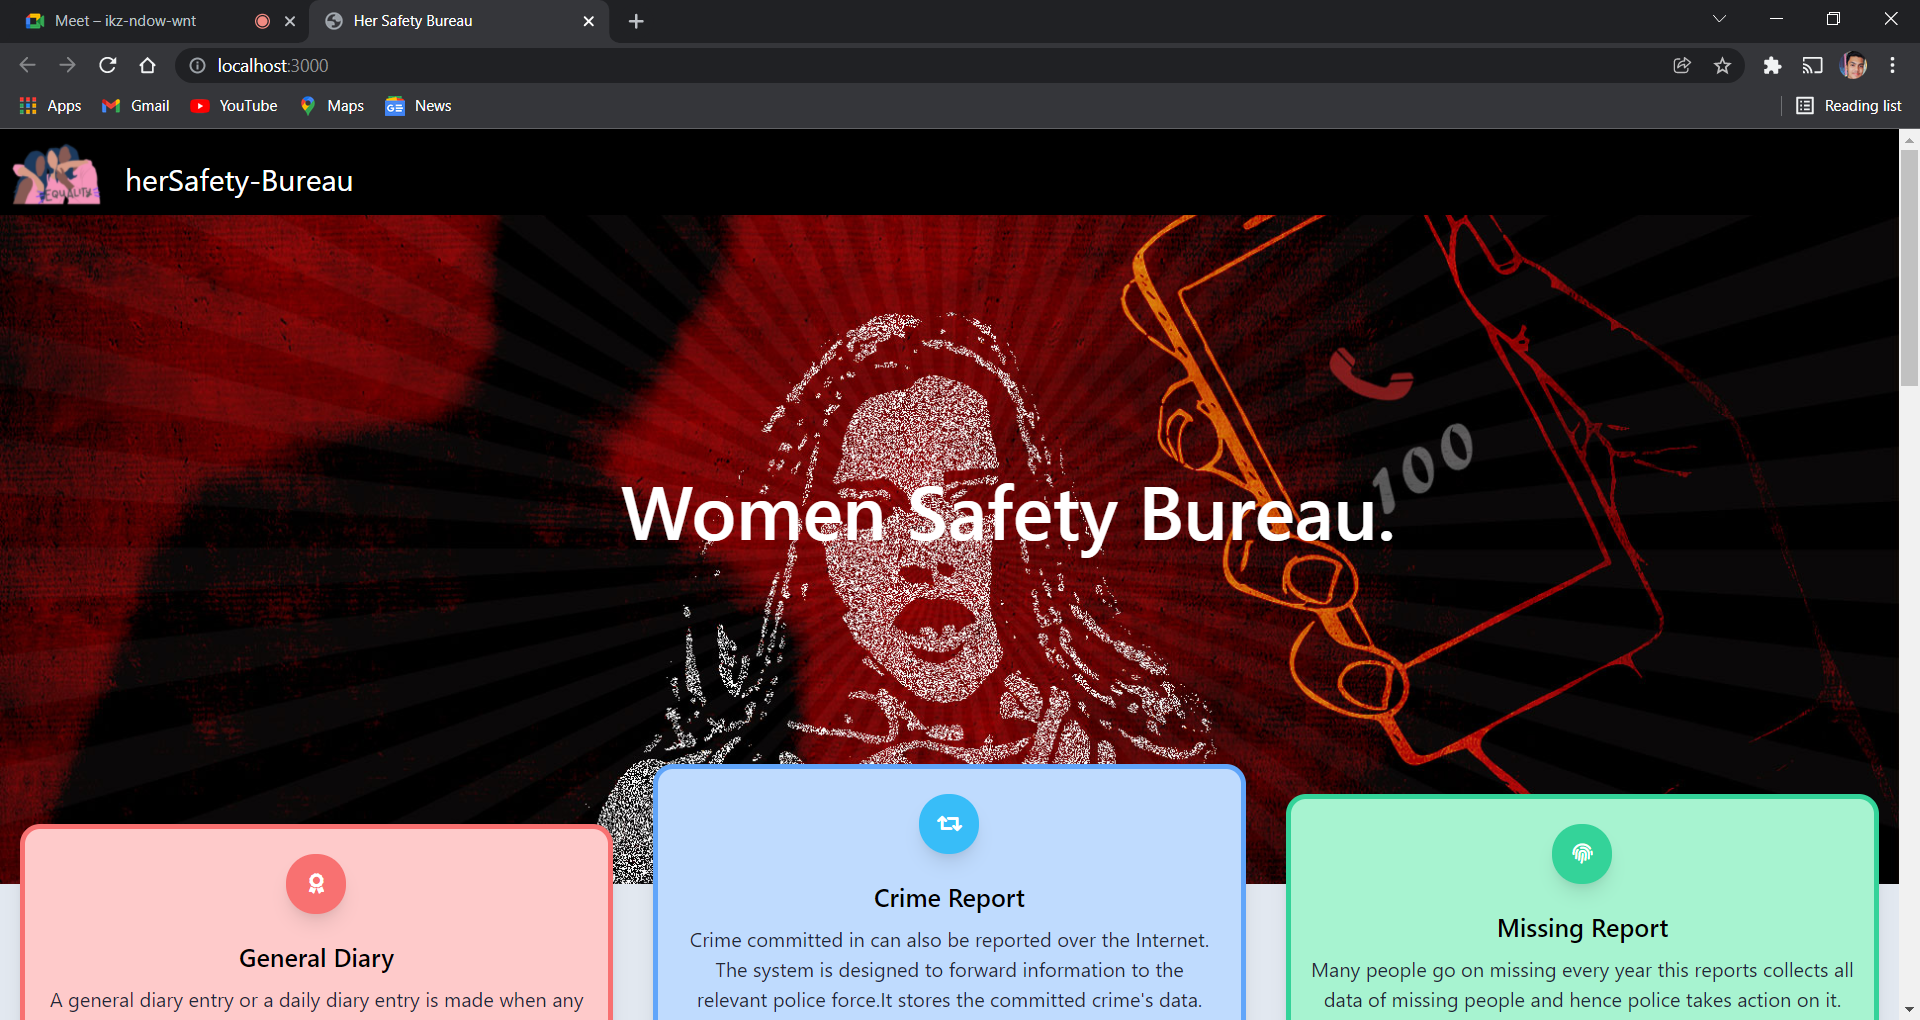 Meet – ikz-ndow-wnt
Her Safety Bureau
localhost:3000
Apps
Gmail
YouTube
Maps
News
Reading list
EQUALITY
herSafety-Bureau
100
Women Safety Bureau.
General Diary
A general diary entry or a daily diary entry is made when any
Crime Report
Crime committed in can also be reported over the Internet.
The system is designed to forward information to the
relevant police force.It stores the committed crime's data.
Missing Report
Many people go on missing every year this reports collects all
data of missing people and hence police takes action on it.